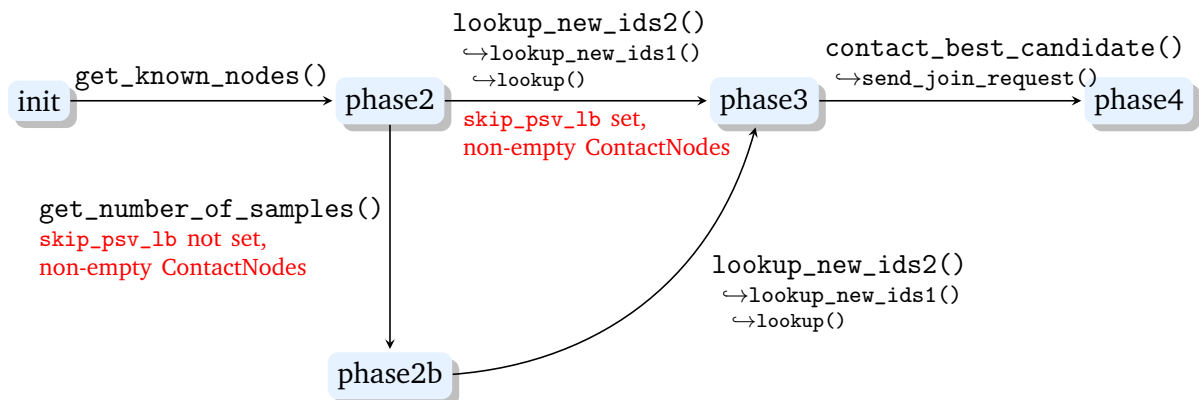 lookup_new_ids2()
↪lookup_new_ids1()
↪lookup()
get_known_nodes()
contact_best_candidate()
↪send_join_request()
init
phase2
phase3
phase4
skip_psv_lb set,
non-empty ContactNodes
get_number_of_samples()
skip_psv_lb not set,
non-empty ContactNodes
lookup_new_ids2()
↪lookup_new_ids1()
↪lookup()
phase2b